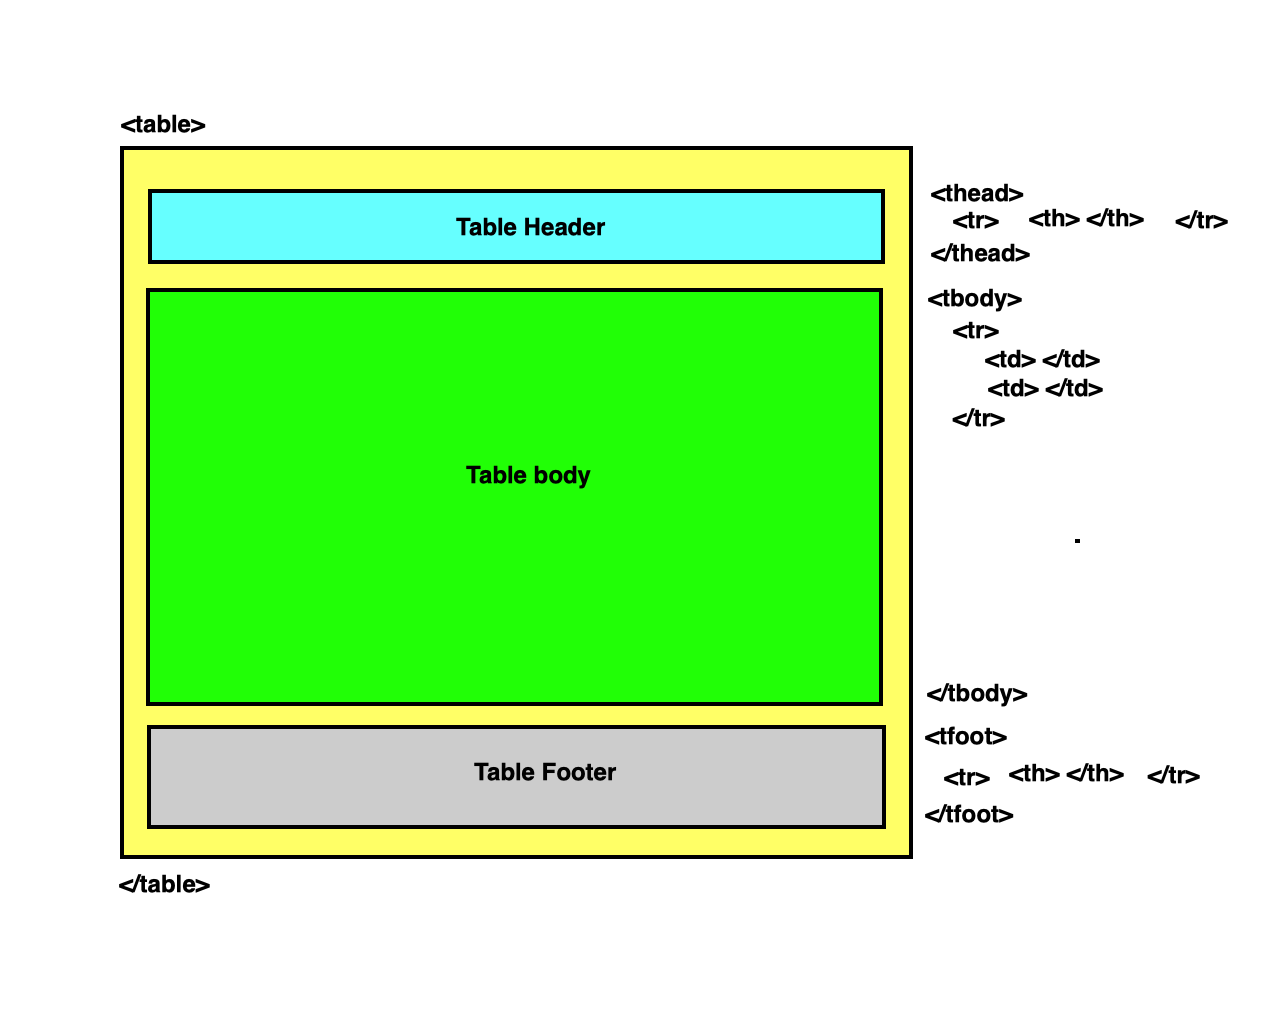 <table>
<thead>
Table Header
<tr> <th> </th> </tr>
</thead>
<tbody>
<tr>
<td> </td>
<td> </td>
</tr>
Table body
</tbody>
<tfoot>
Table Footer
<tr> <th> </th> </tr>
</tfoot>
</table>